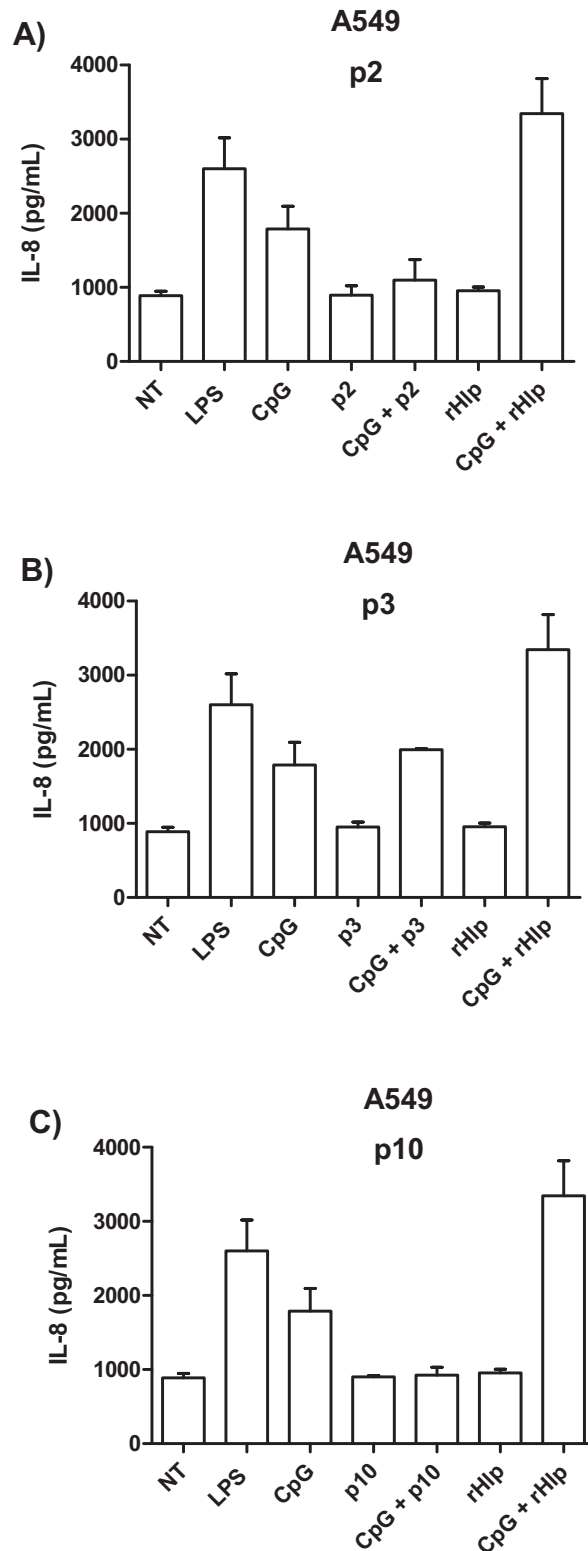 A)
A549
p2
IL-8 (pg/mL)
4000
3000
2000
1000
0
NT
LPS
CpG
p2
CpG + p2
rHlp
CpG + rHlp
B)
A549
p3
IL-8 (pg/mL)
4000
3000
2000
1000
0
NT
LPS
CpG
p3
CpG + p3
rHlp
CpG + rHlp
C)
A549
p10
IL-8 (pg/mL)
4000
3000
2000
1000
0
NT
LPS
CpG
p10
CpG + p10
rHlp
CpG + rHlp